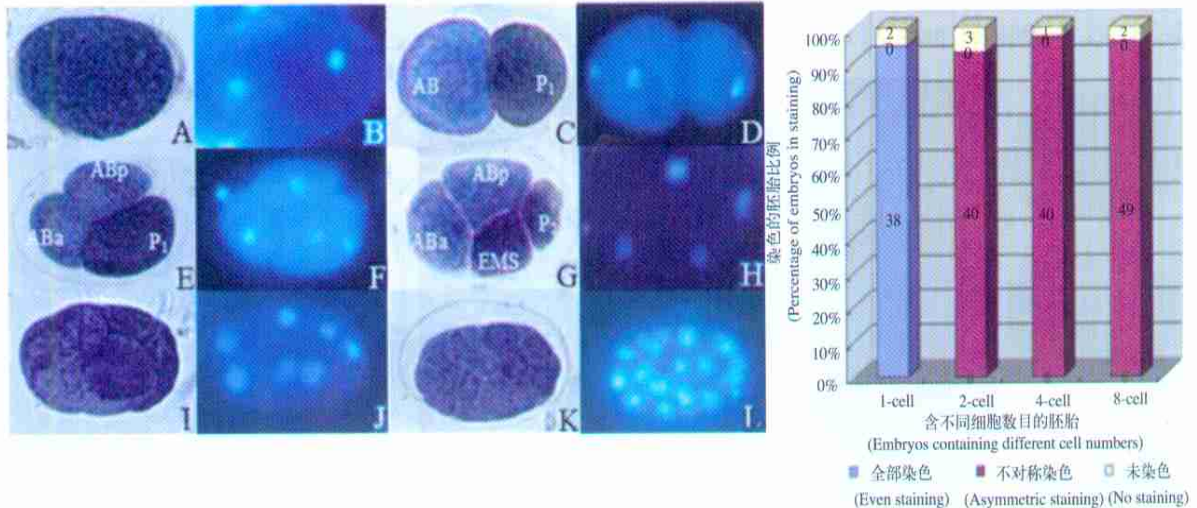 A
B
AB
P₁
C
D
ABp
ABa
P₁
E
F
ABp
ABa
P₂
EMS
G
H
I
J
K
L
染色的胚胎比例
(Percentage of embryos in staining)
100%
90%
80%
70%
60%
50%
40%
30%
20%
10%
0%
2
0
38
3
0
40
1
0
40
2
0
49
1-cell
2-cell
4-cell
8-cell
含不同细胞数目的胚胎
(Embryos containing different cell numbers)
全部染色
不对称染色
未染色
(Even staining)
(Asymmetric staining)
(No staining)